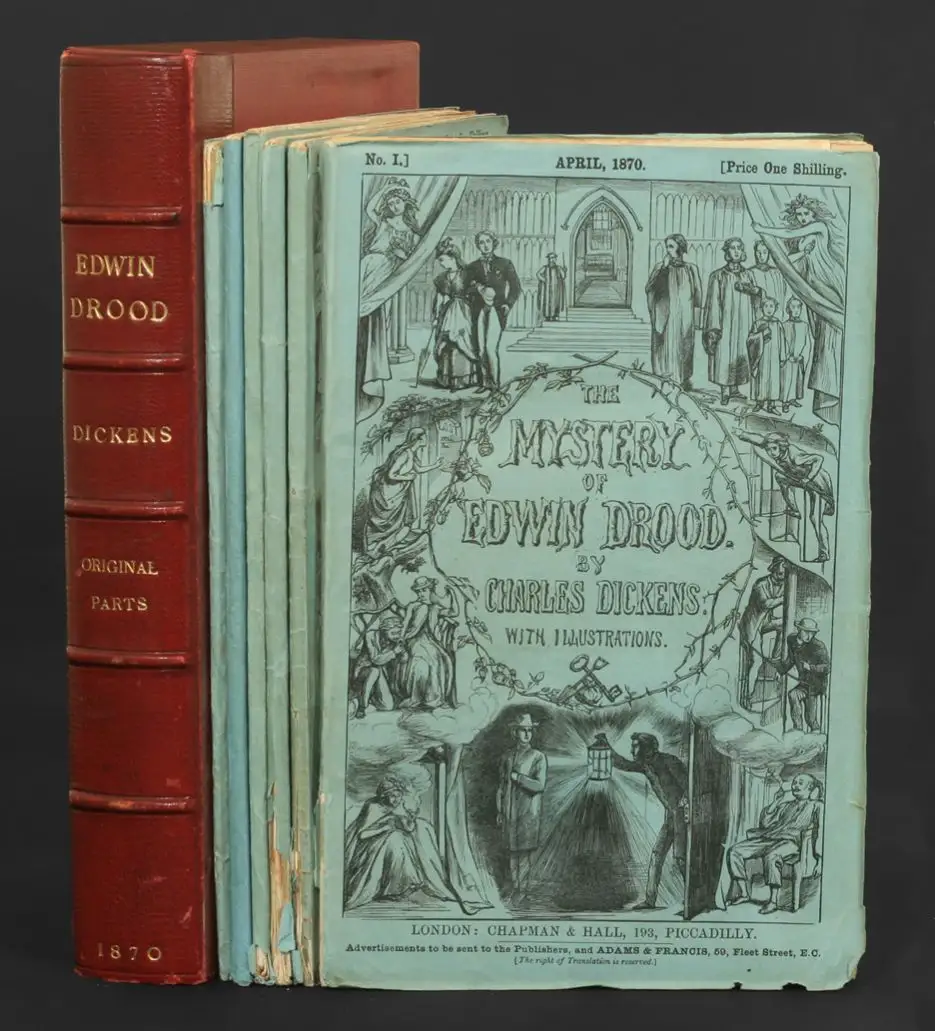 EDWIN
DROOD
DICKENS
ORIGINAL
PARTS
1870
No. I.]
APRIL, 1870.
[Price One Shilling.
THE
MYSTERY
OF
EDWIN DROOD.
BY
CHARLES DICKENS.
WITH ILLUSTRATIONS.
LONDON: CHAPMAN & HALL, 193, PICCADILLY.
Advertisements to be sent to the Publishers, and ADAMS & FRANCIS, 59, Fleet Street, E.C.
[The right of Translation is reserved.]